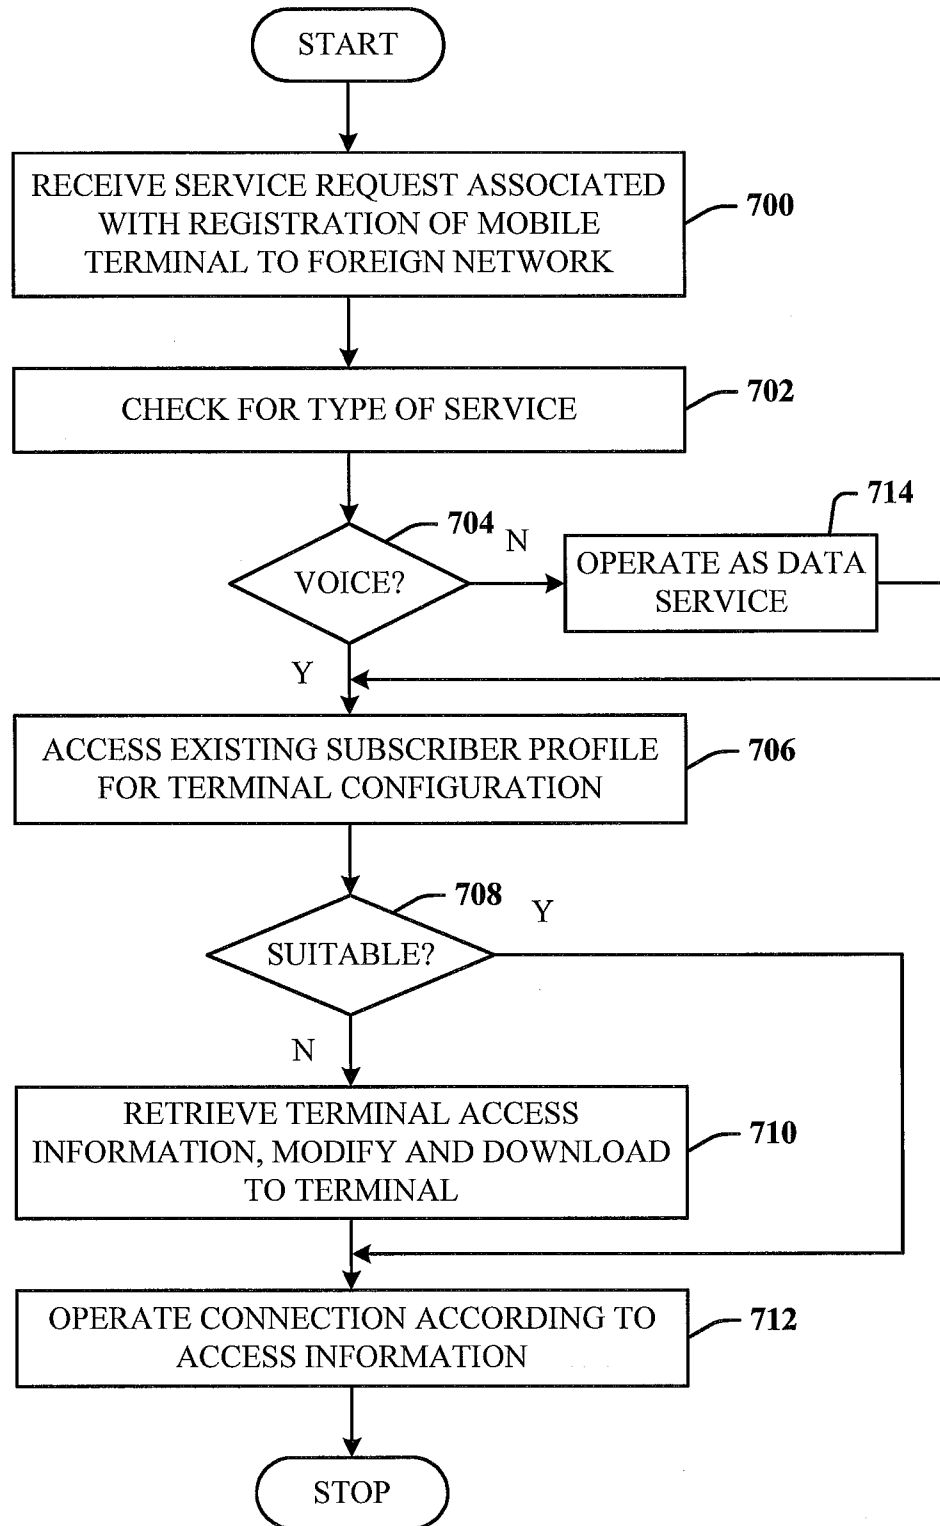 START
RECEIVE SERVICE REQUEST ASSOCIATED
WITH REGISTRATION OF MOBILE
TERMINAL TO FOREIGN NETWORK
700
CHECK FOR TYPE OF SERVICE
702
VOICE?
704
N
OPERATE AS DATA
SERVICE
714
Y
ACCESS EXISTING SUBSCRIBER PROFILE
FOR TERMINAL CONFIGURATION
706
SUITABLE?
708
Y
N
RETRIEVE TERMINAL ACCESS
INFORMATION, MODIFY AND DOWNLOAD
TO TERMINAL
710
OPERATE CONNECTION ACCORDING TO
ACCESS INFORMATION
712
STOP